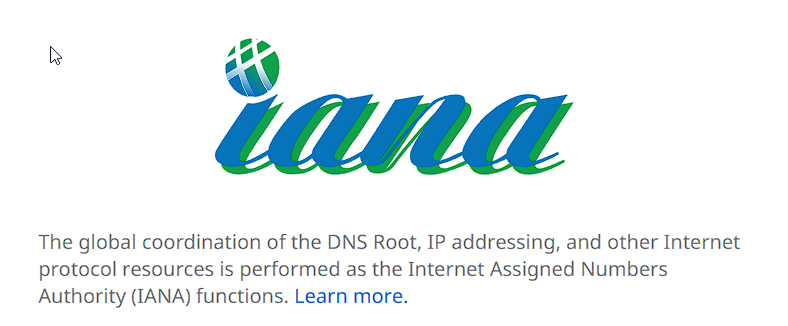 iana
The global coordination of the DNS Root, IP addressing, and other Internet
protocol resources is performed as the Internet Assigned Numbers
Authority (IANA) functions. Learn more.